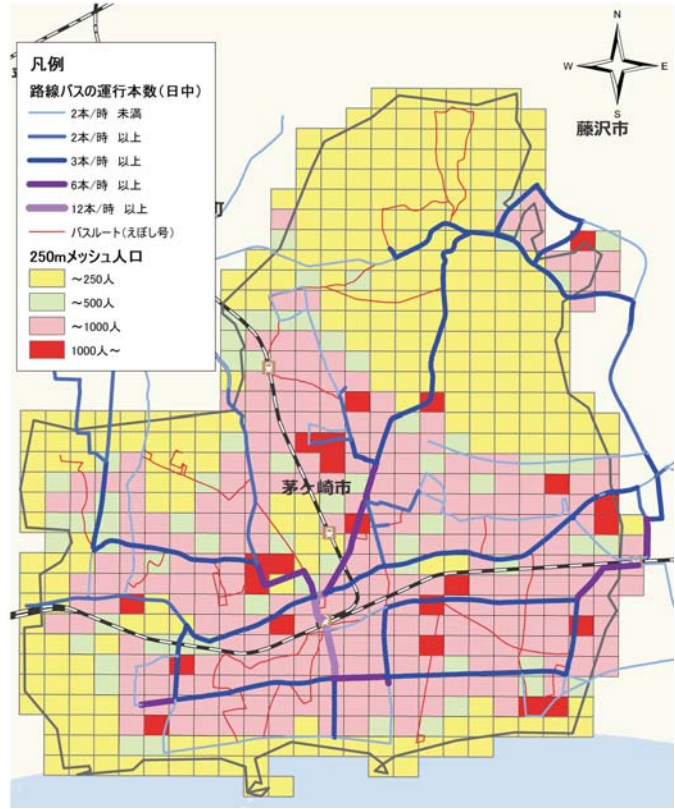 凡例
路線バスの運行本数(日中)
2本/時 未満
2本/時 以上
3本/時 以上
6本/時 以上
12本/時 以上
バスルート(えぼし号)
250mメッシュ人口
～250人
～500人
～1000人
1000人～
N
W
E
S
藤沢市
町
茅ヶ崎市